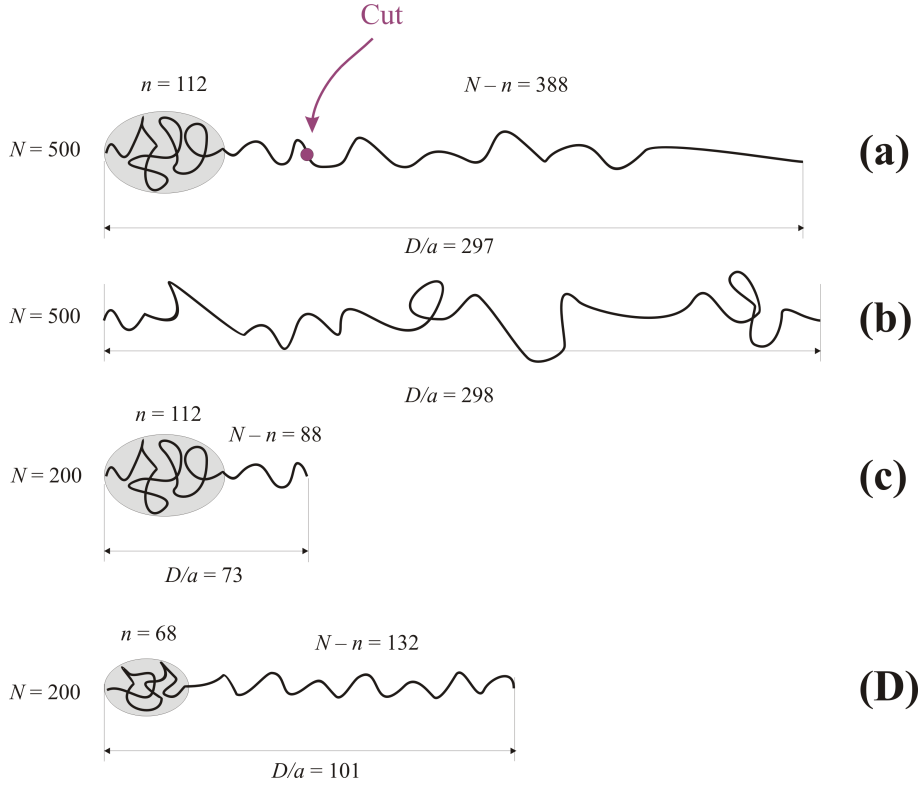 Cut
n = 112
N – n = 388
N = 500
(a)
D/a = 297
N = 500
(b)
D/a = 298
n = 112
N – n = 88
N = 200
(c)
D/a = 73
n = 68
N – n = 132
N = 200
(D)
D/a = 101